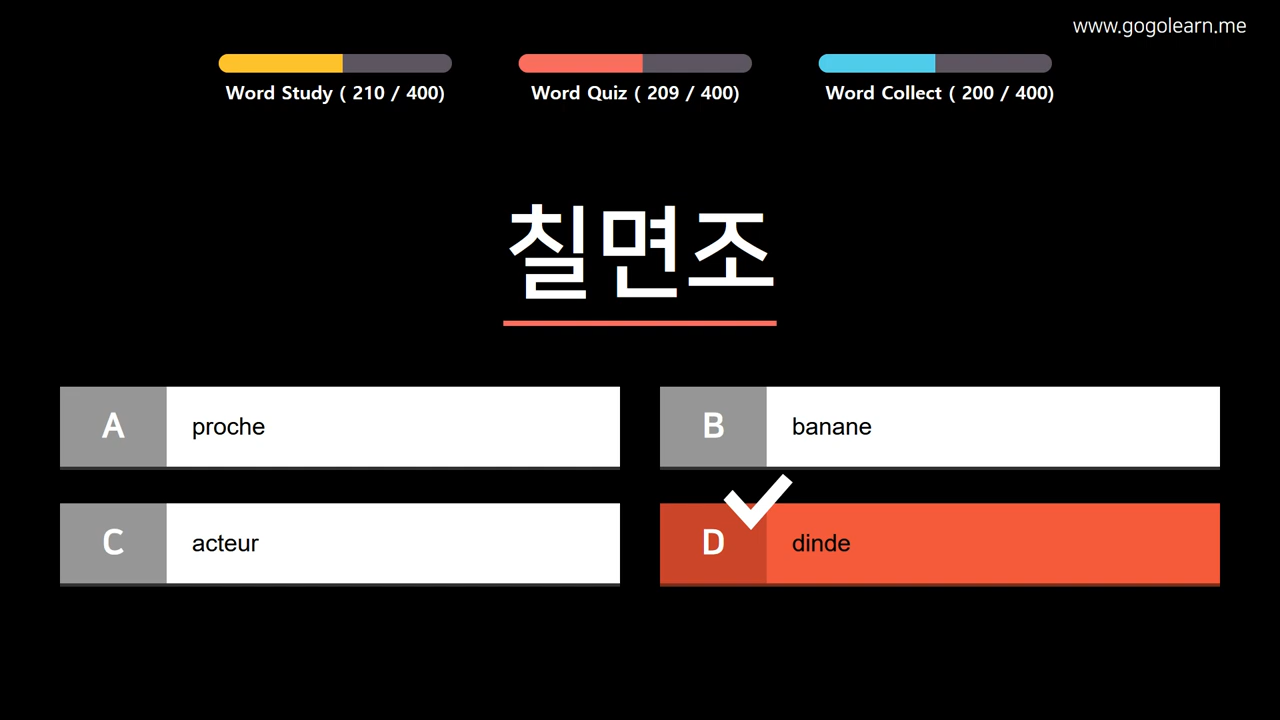 www.gogolearn.me
Word Study ( 210 / 400)
Word Quiz ( 209 / 400)
Word Collect ( 200 / 400)
칠면조
A
proche
B
banane
C
acteur
D
dinde